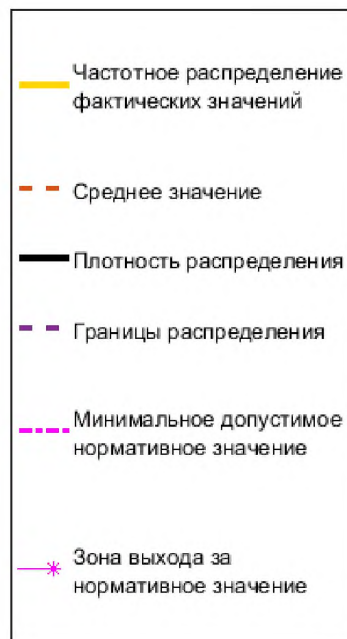 Частотное распределение
фактических значений
Среднее значение
Плотность распределения
Границы распределения
Минимальное допустимое
нормативное значение
Зона выхода за
нормативное значение